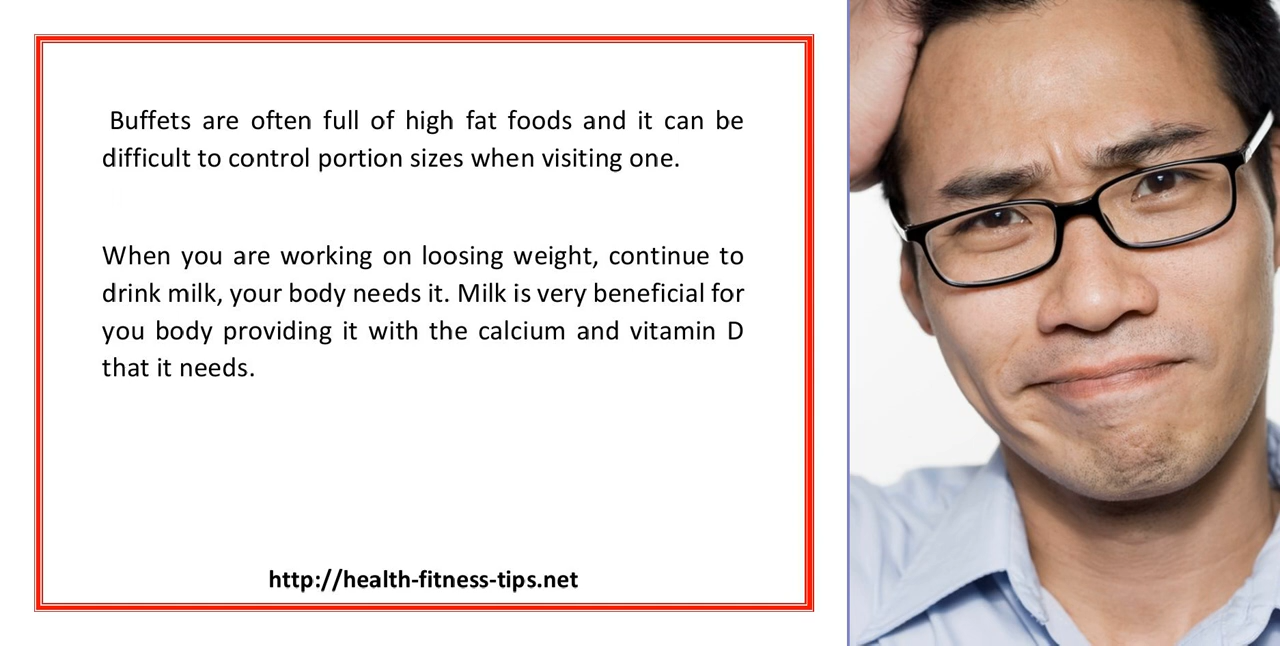 Buffets are often full of high fat foods and it can be
difficult to control portion sizes when visiting one.
When you are working on loosing weight, continue to
drink milk, your body needs it. Milk is very beneficial for
you body providing it with the calcium and vitamin D
that it needs.
http://health-fitness-tips.net